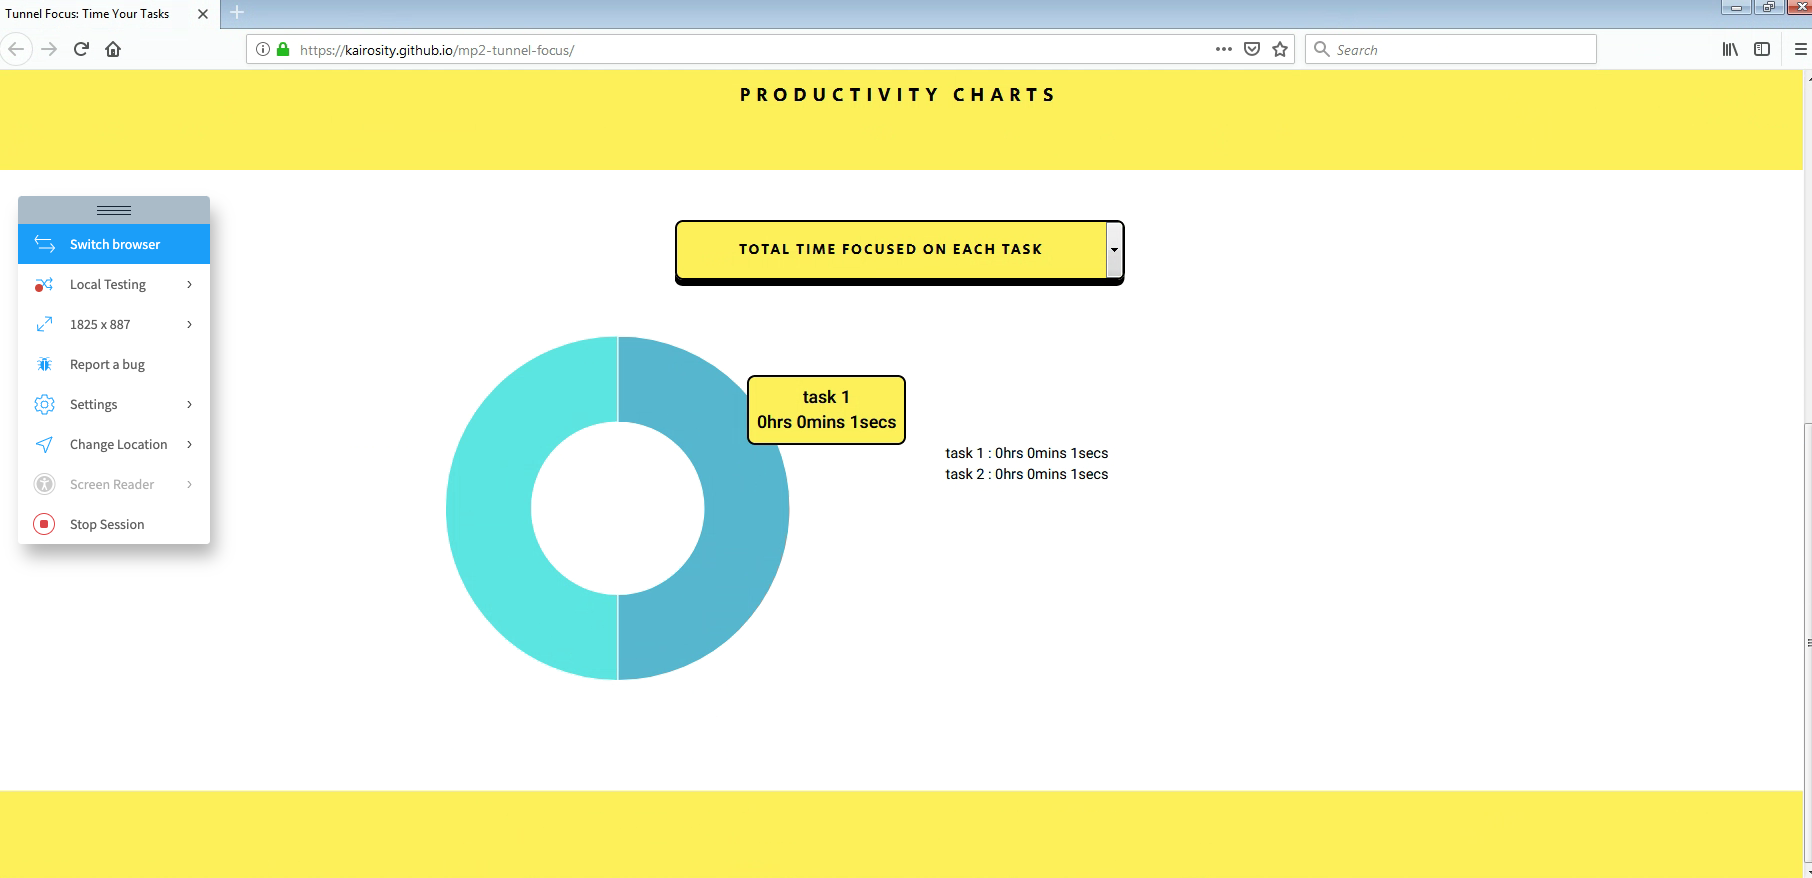 Tunnel Focus: Time Your Tasks
https://kairosity.github.io/mp2-tunnel-focus/
Search
PRODUCTIVITY CHARTS
Switch browser
Local Testing
1825 x 887
Report a bug
Settings
Change Location
Screen Reader
Stop Session
TOTAL TIME FOCUSED ON EACH TASK
task 1
0hrs 0mins 1secs
task 1 : 0hrs 0mins 1secs
task 2 : 0hrs 0mins 1secs